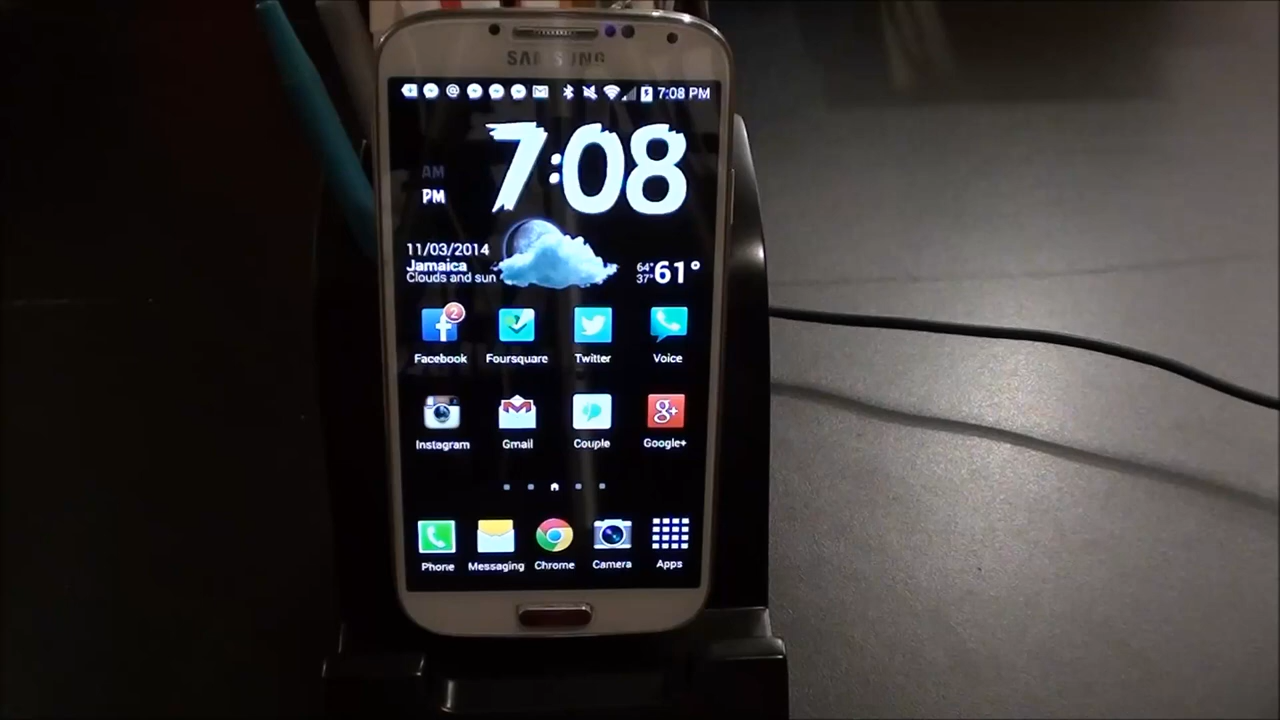 SAMSUNG
7:08 PM
7:08
AM
PM
11/03/2014
Jamaica
Clouds and sun
64°
37°
61°
2
Facebook
Foursquare
Twitter
Voice
g+
Instagram
Gmail
Couple
Google+
Phone
Messaging
Chrome
Camera
Apps